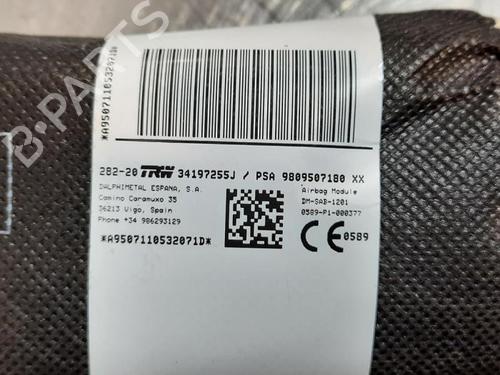 B-PARTS
*A9507110532071D*
282-20 TRW 34197255J / PSA 9809507180 XX
DALPHIMETAL ESPANA, S.A.
Camino Caramuxo 35
36213 Vigo, Spain
Phone +34 986293129
Airbag Module
DM-SAB-1201
0589-P1-000377
CE 0589
*A9507110532071D*